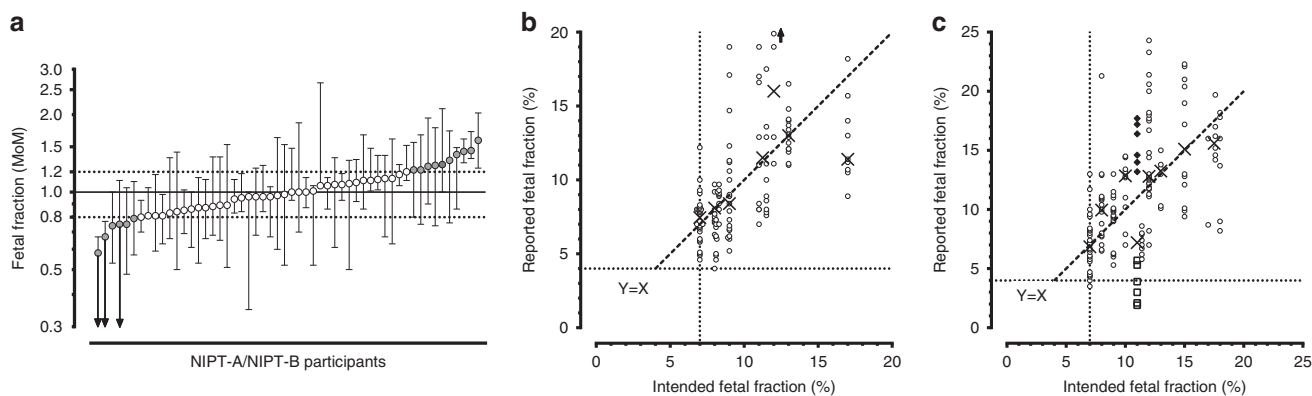 a
Fetal fraction (MoM)
3.0
2.5
2.0
1.5
1.2
1.0
0.8
0.5
0.3
NIPT-A/NIPT-B participants
b
Reported fetal fraction (%)
20
15
10
5
0
Y=X
0 5 10 15 20
Intended fetal fraction (%)
c
Reported fetal fraction (%)
25
20
15
10
5
0
Y=X
0 5 10 15 20 25
Intended fetal fraction (%)